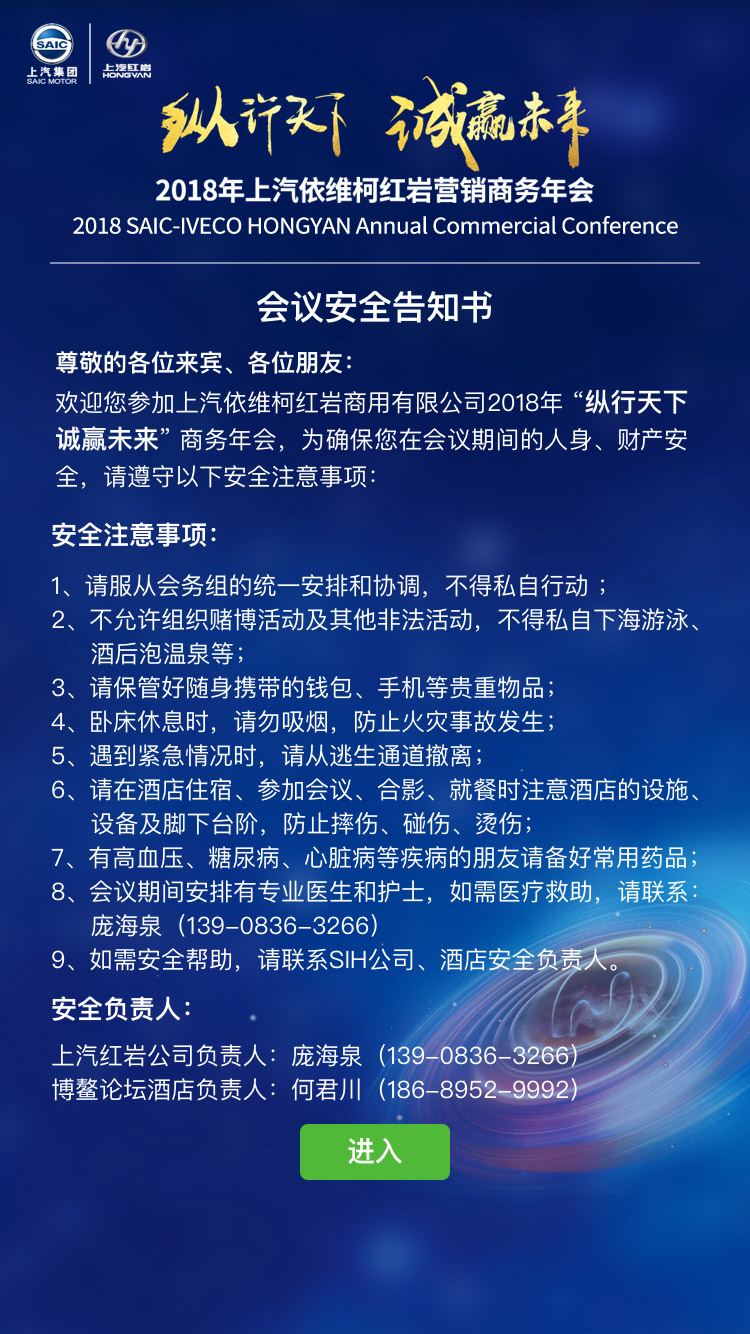 SAIC
上汽集团
SAIC MOTOR
上汽红岩
HONGYAN
纵行天下 诚赢未来
2018年上汽依维柯红岩营销商务年会
2018 SAIC-IVECO HONGYAN Annual Commercial Conference
会议安全告知书
尊敬的各位来宾、各位朋友：
欢迎您参加上汽依维柯红岩商用有限公司2018年“纵行天下
诚赢未来”商务年会，为确保您在会议期间的人身、财产安
全，请遵守以下安全注意事项：
安全注意事项：
1、请服从会务组的统一安排和协调，不得私自行动；
2、不允许组织赌博活动及其他非法活动，不得私自下海游泳、
酒后泡温泉等；
3、请保管好随身携带的钱包、手机等贵重物品；
4、卧床休息时，请勿吸烟，防止火灾事故发生；
5、遇到紧急情况时，请从逃生通道撤离；
6、请在酒店住宿、参加会议、合影、就餐时注意酒店的设施、
设备及脚下台阶，防止摔伤、碰伤、烫伤；
7、有高血压、糖尿病、心脏病等疾病的朋友请备好常用药品；
8、会议期间安排有专业医生和护士，如需医疗救助，请联系：
庞海泉（139-0836-3266）
9、如需安全帮助，请联系SIH公司、酒店安全负责人。
安全负责人：
上汽红岩公司负责人：庞海泉（139-0836-3266）
博鳌论坛酒店负责人：何君川（186-8952-9992）
进入